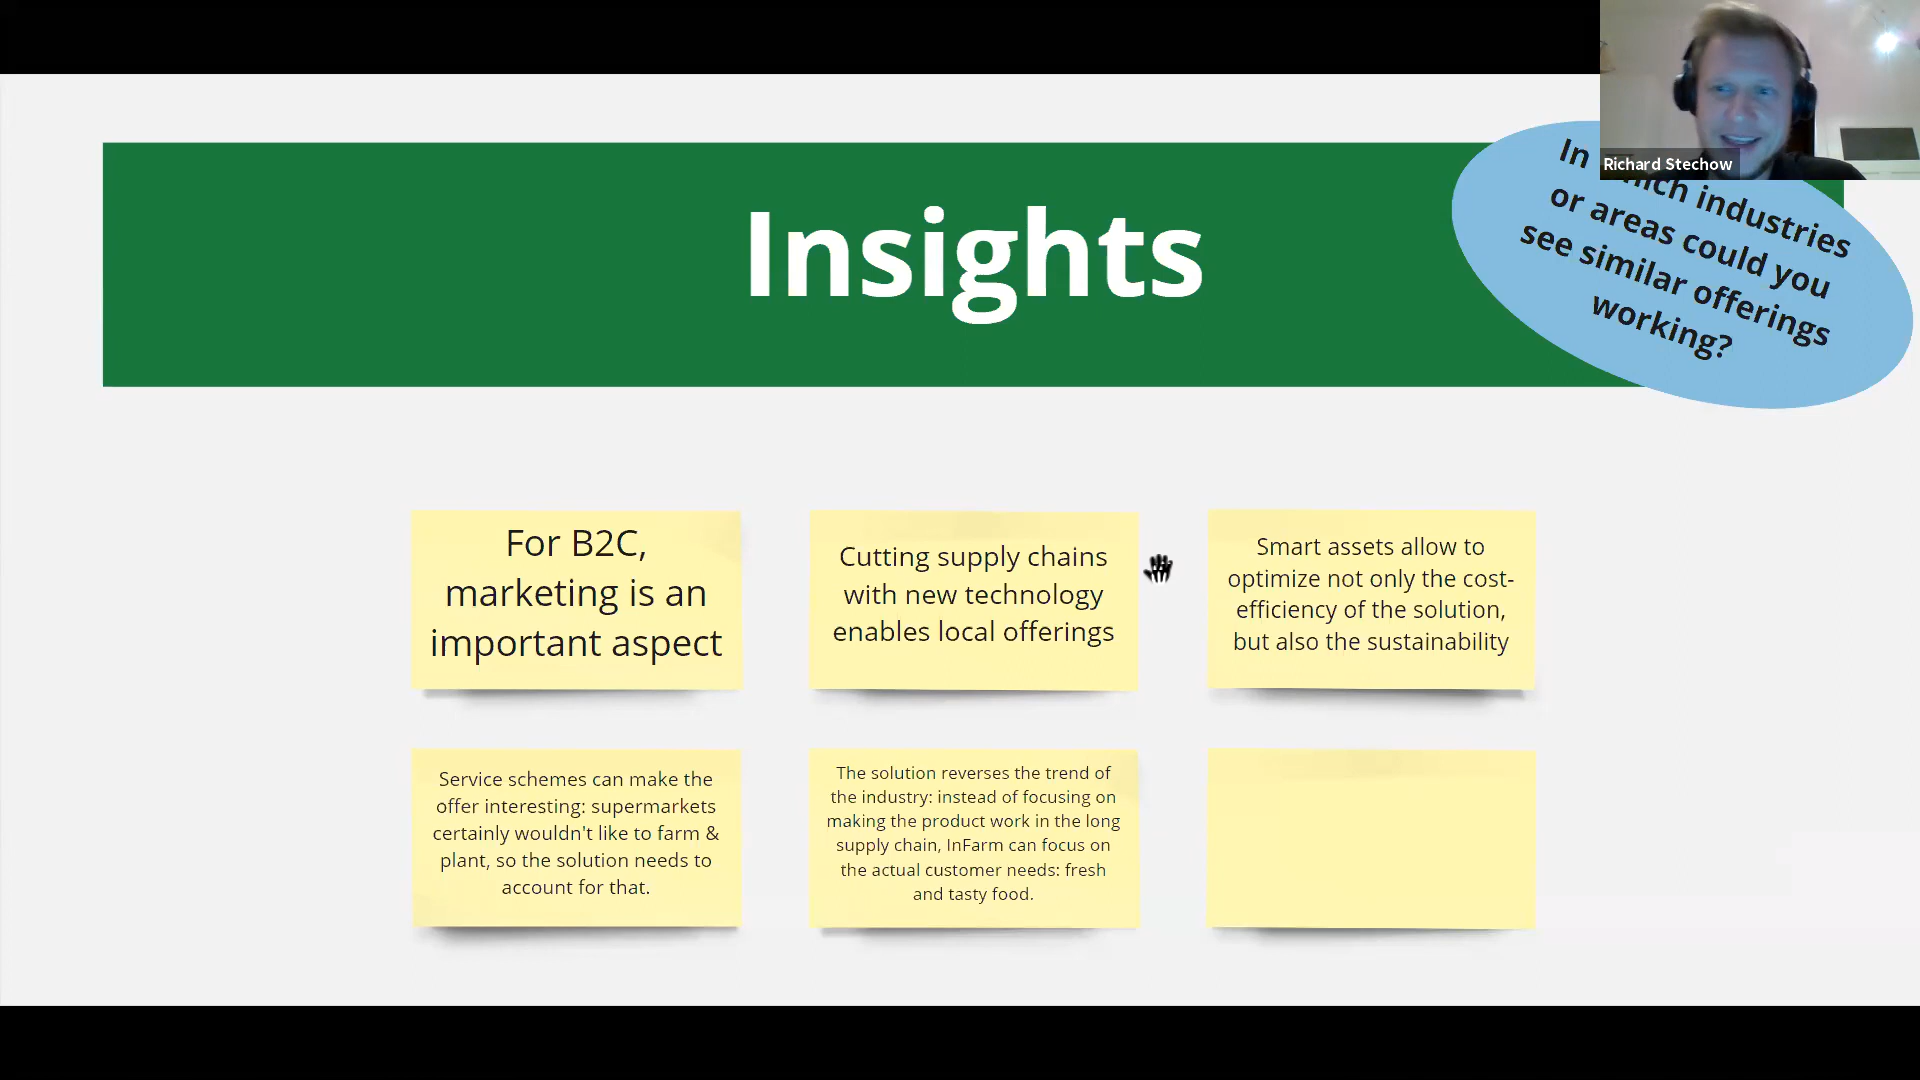 Richard Stechow
Insights
In which industries
or areas could you
see similar offerings
working?
For B2C,
marketing is an
important aspect
Cutting supply chains
with new technology
enables local offerings
Smart assets allow to
optimize not only the cost-
efficiency of the solution,
but also the sustainability
Service schemes can make the
offer interesting: supermarkets
certainly wouldn't like to farm &
plant, so the solution needs to
account for that.
The solution reverses the trend of
the industry: instead of focusing on
making the product work in the long
supply chain, InFarm can focus on
the actual customer needs: fresh
and tasty food.